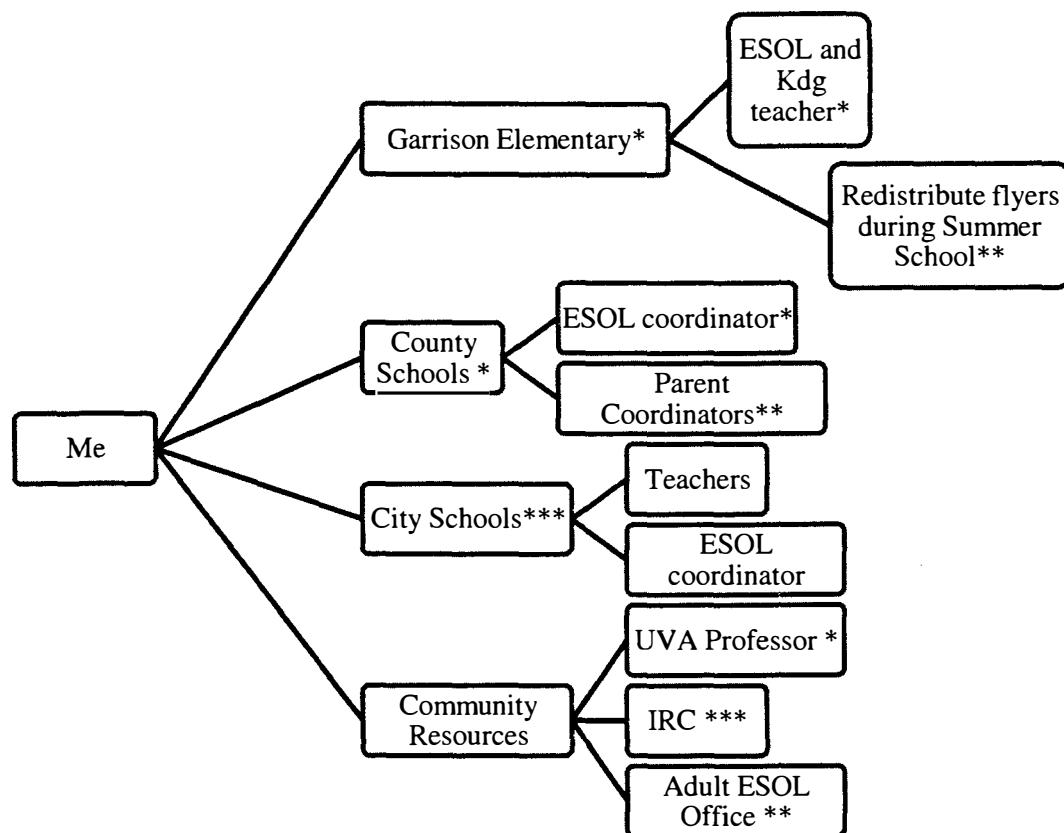 ESOL and
Kdg
teacher*
Garrison Elementary*
Redistribute flyers
during Summer
School**
ESOL coordinator*
County
Schools *
Parent
Coordinators**
Me
Teachers
City Schools***
ESOL
coordinator
UVA Professor *
Community
Resources
IRC ***
Adult ESOL
Office **